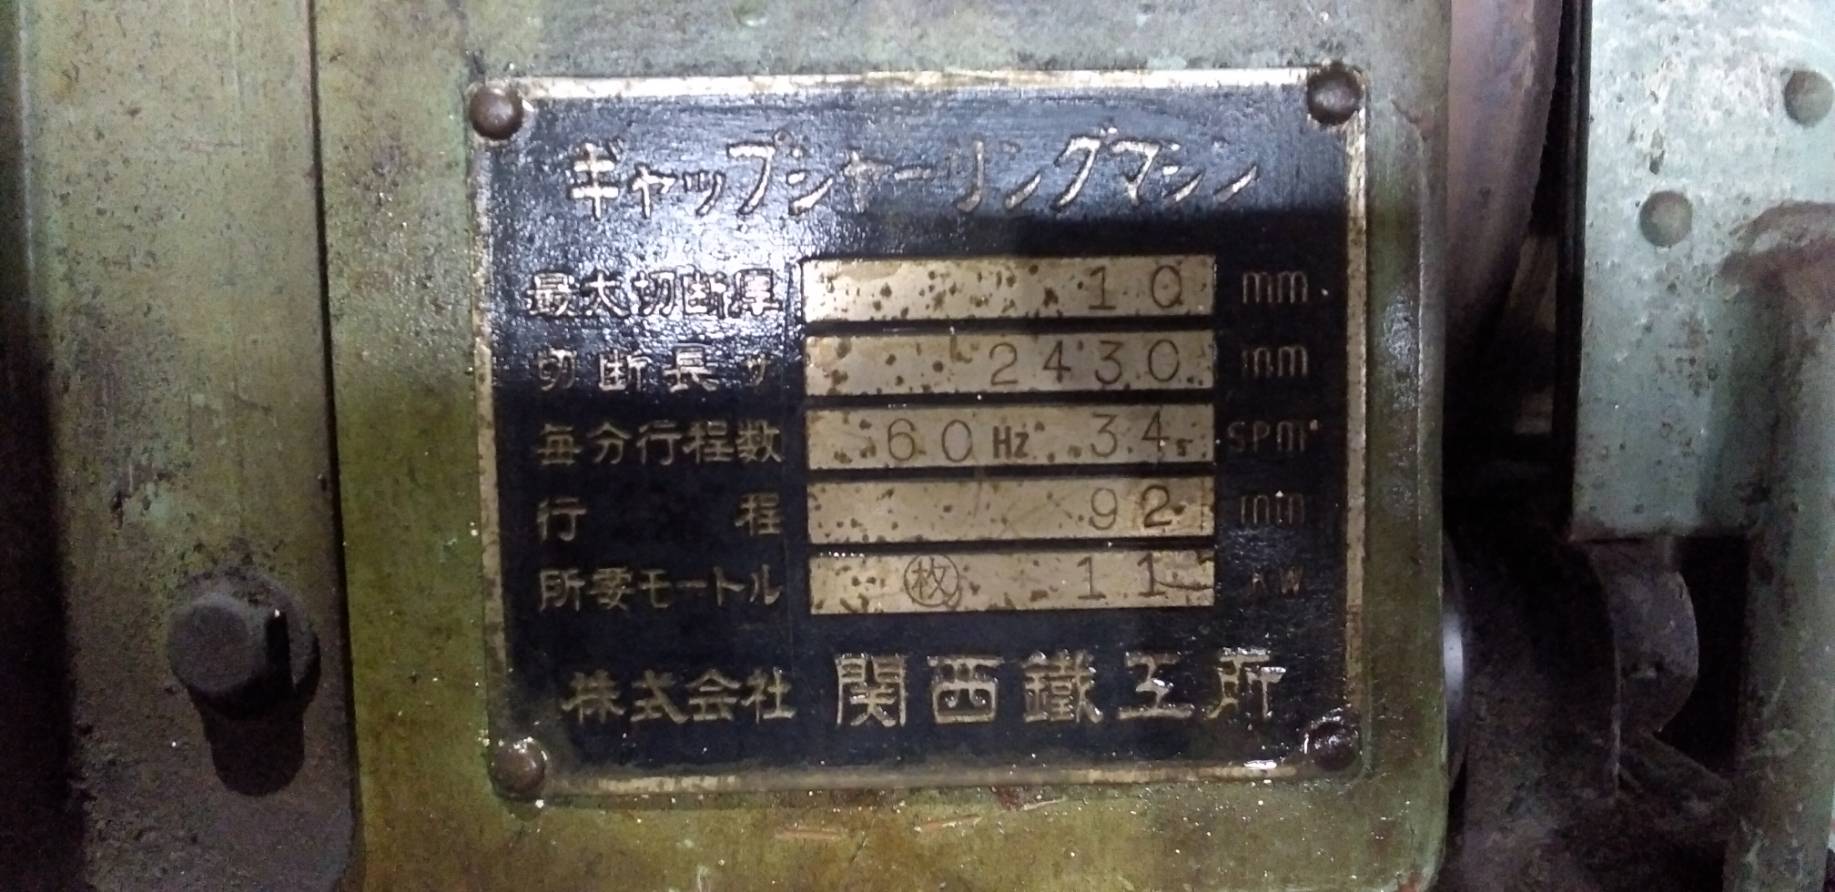 ギャップシャーリングマシン
最大切断厚 10 mm
切断長サ 2430 mm
毎分行程数 60Hz 34 SPM
行程 92 mm
所要モートル 枚 11 KW
株式会社 関西鐵工所